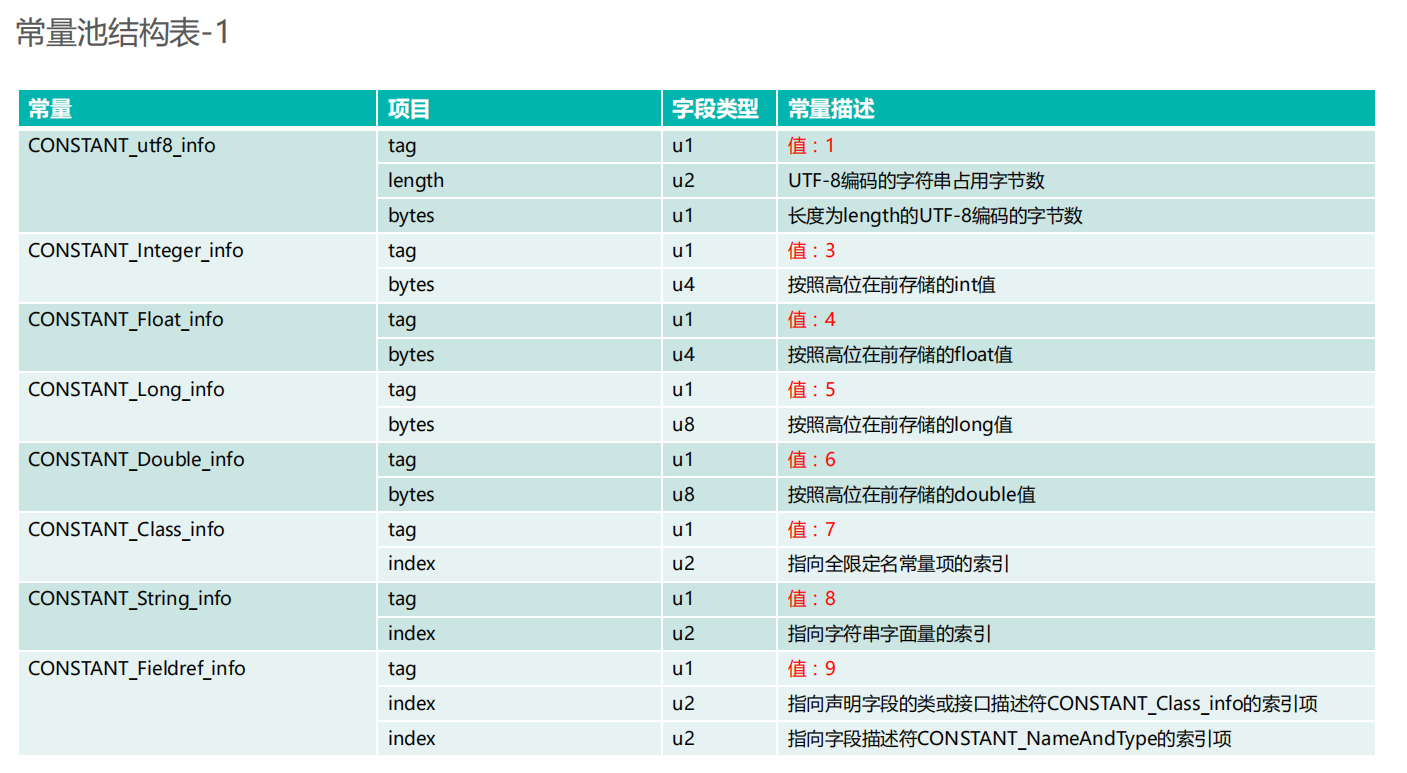 常量池结构表-1
常量 项目 字段类型 常量描述
CONSTANT_utf8_info tag u1 值：1
length u2 UTF-8编码的字符串占用字节数
bytes u1 长度为length的UTF-8编码的字节数
CONSTANT_Integer_info tag u1 值：3
bytes u4 按照高位在前存储的int值
CONSTANT_Float_info tag u1 值：4
bytes u4 按照高位在前存储的float值
CONSTANT_Long_info tag u1 值：5
bytes u8 按照高位在前存储的long值
CONSTANT_Double_info tag u1 值：6
bytes u8 按照高位在前存储的double值
CONSTANT_Class_info tag u1 值：7
index u2 指向全限定名常量项的索引
CONSTANT_String_info tag u1 值：8
index u2 指向字符串字面量的索引
CONSTANT_Fieldref_info tag u1 值：9
index u2 指向声明字段的类或接口描述符CONSTANT_Class_info的索引项
index u2 指向字段描述符CONSTANT_NameAndType的索引项